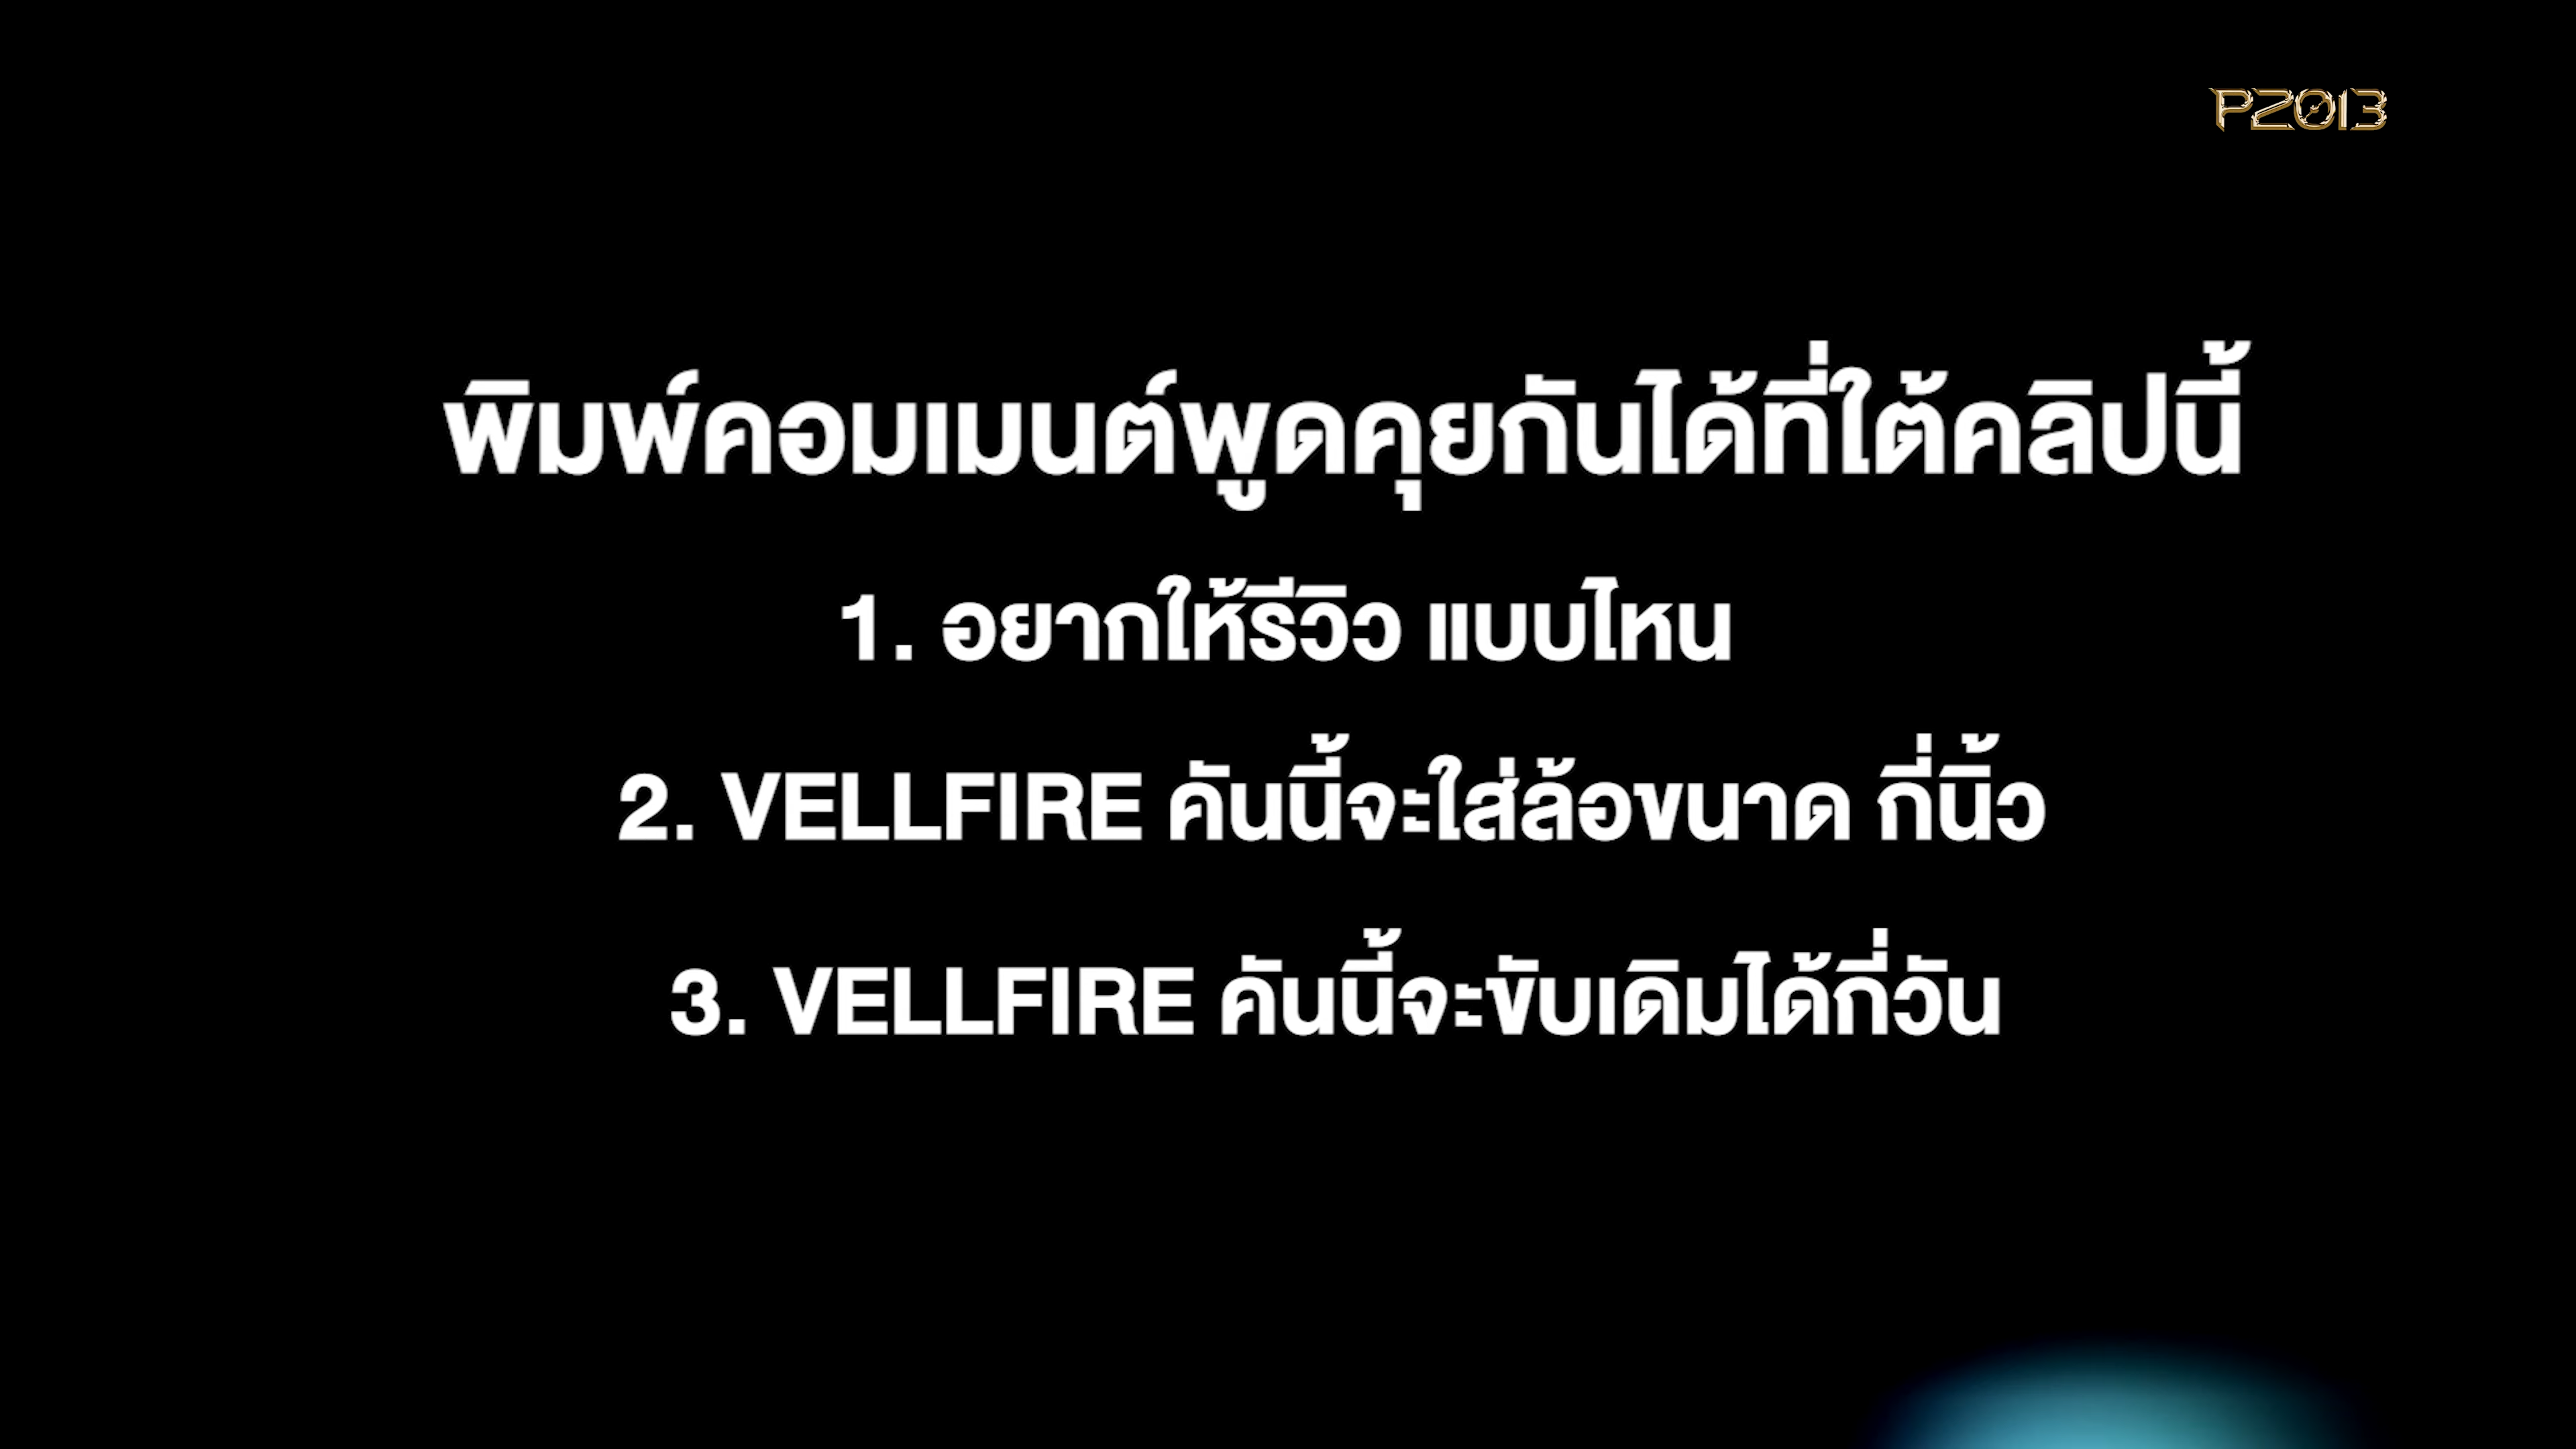 PZ013
พิมพ์คอมเมนต์พูดคุยกันได้ที่ใต้คลิปนี้
1. อยากให้รีวิว แบบไหน
2. VELLFIRE คันนี้จะใส่ล้อขนาด กี่นิ้ว
3. VELLFIRE คันนี้จะขับเดิมได้กี่วัน